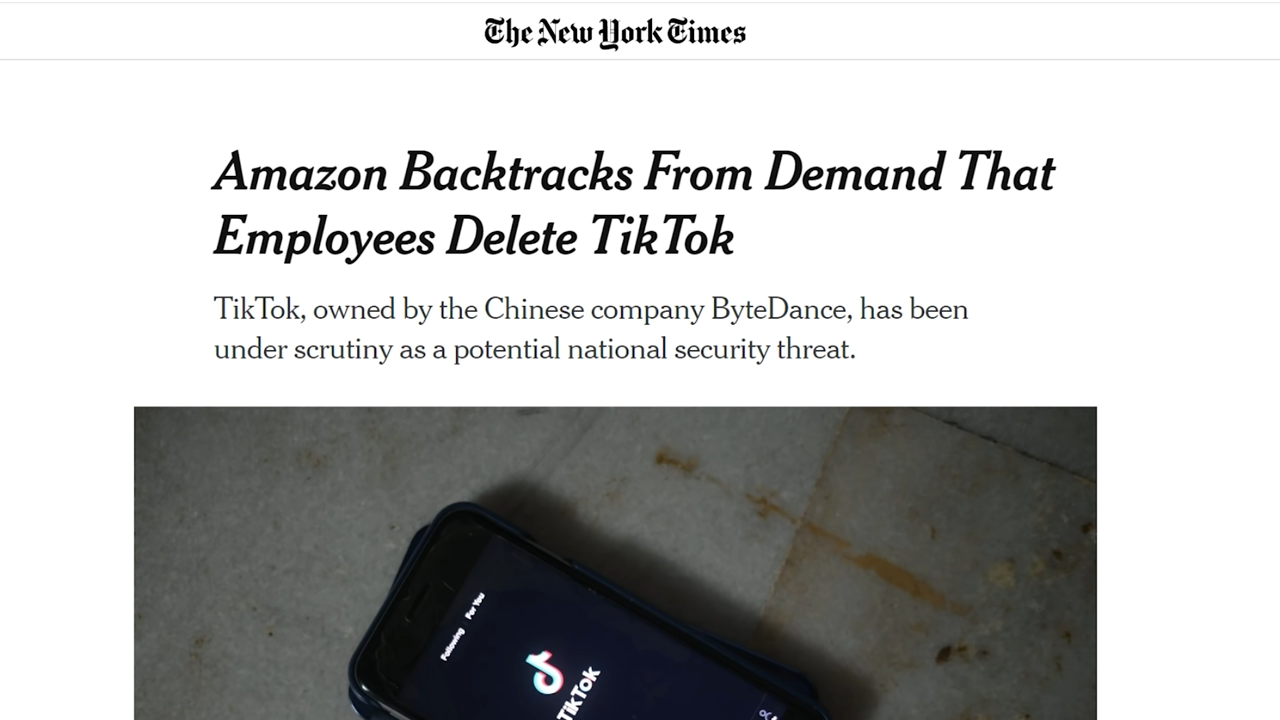 The New York Times
Amazon Backtracks From Demand That
Employees Delete TikTok
TikTok, owned by the Chinese company ByteDance, has been
under scrutiny as a potential national security threat.
Following For You
TikTok